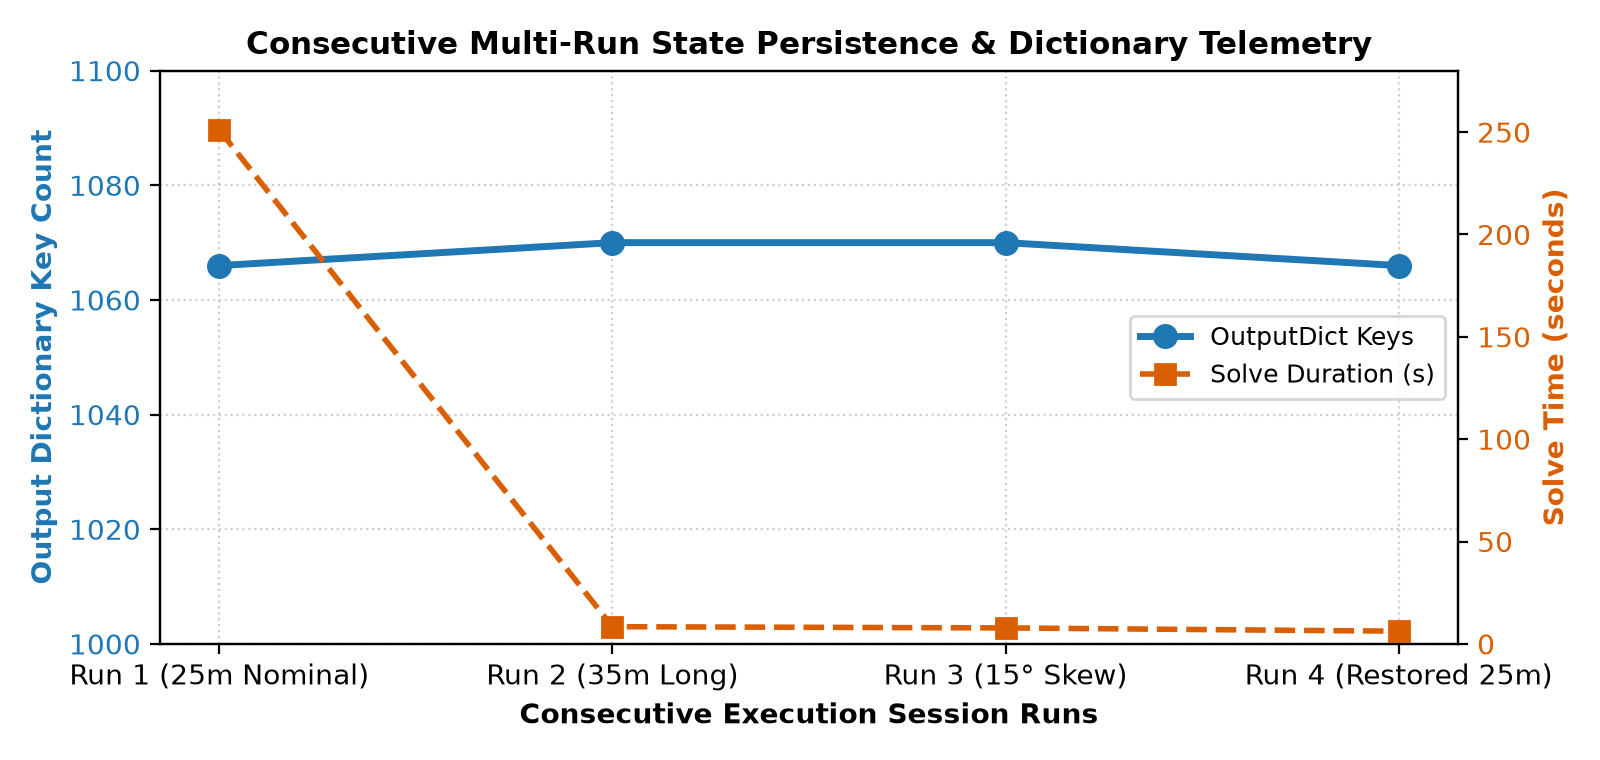 Consecutive Multi-Run State Persistence & Dictionary Telemetry
Output Dictionary Key Count
1100
1080
1060
1040
1020
1000
250
200
150
100
50
0
Solve Time (seconds)
OutputDict Keys
Solve Duration (s)
Run 1 (25m Nominal)
Run 2 (35m Long)
Run 3 (15° Skew)
Run 4 (Restored 25m)
Consecutive Execution Session Runs